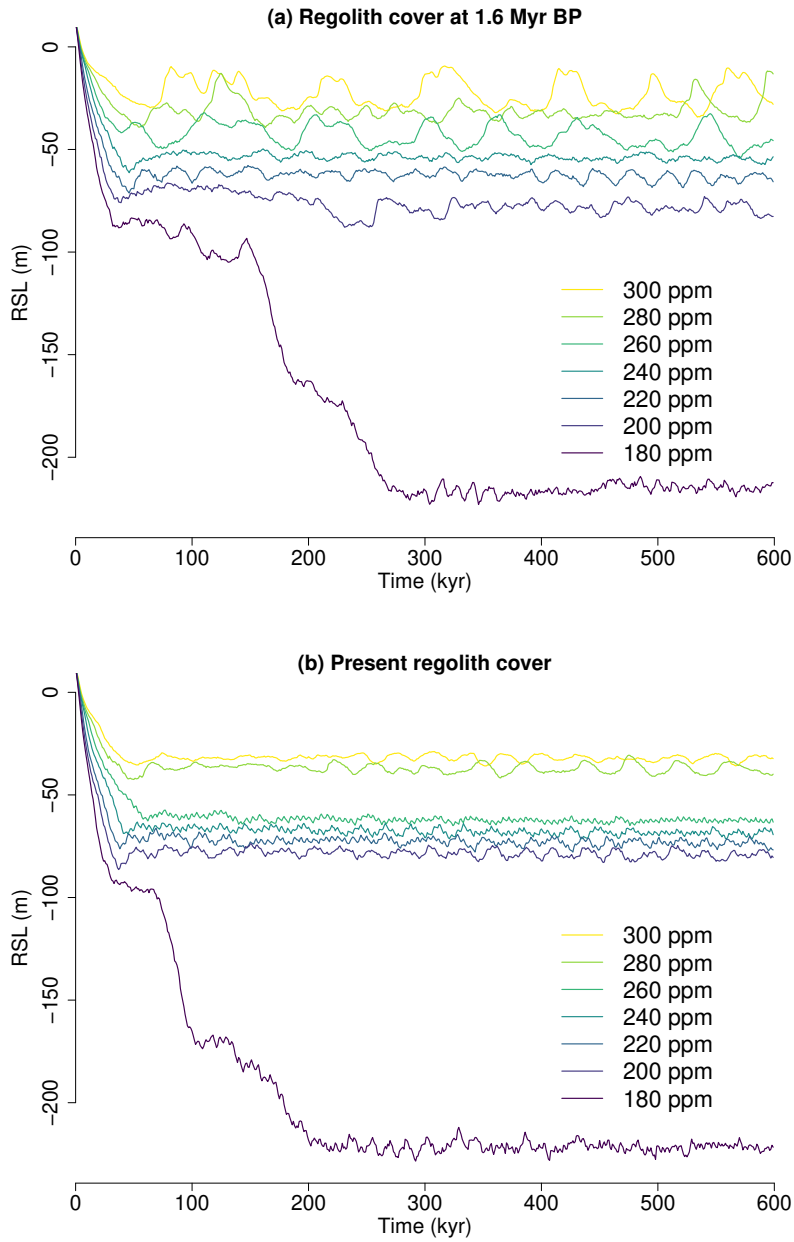 (a) Regolith cover at 1.6 Myr BP
RSL (m)
0
−50
−100
−150
−200
300 ppm
280 ppm
260 ppm
240 ppm
220 ppm
200 ppm
180 ppm
0 100 200 300 400 500 600
Time (kyr)
(b) Present regolith cover
RSL (m)
0
−50
−100
−150
−200
300 ppm
280 ppm
260 ppm
240 ppm
220 ppm
200 ppm
180 ppm
0 100 200 300 400 500 600
Time (kyr)